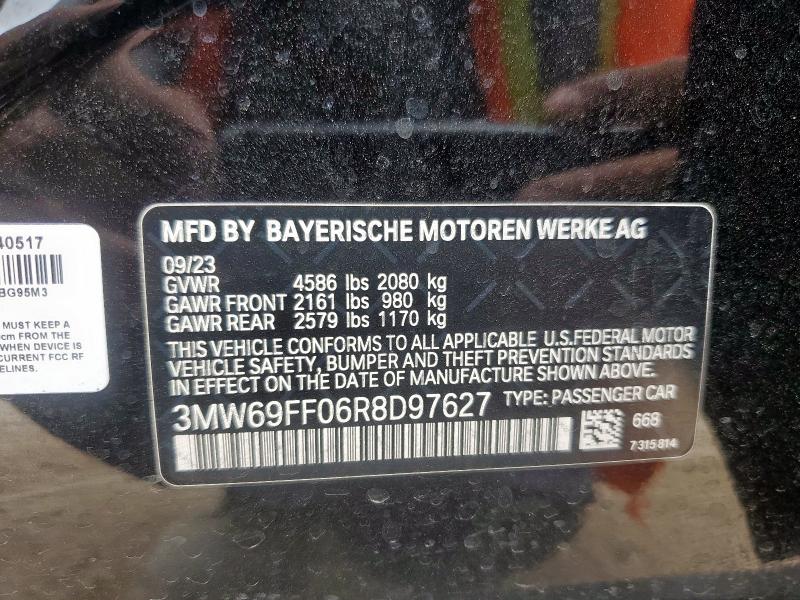 MFD BY BAYERISCHE MOTOREN WERKE AG
09/23
GVWR 4586 lbs 2080 kg
GAWR FRONT 2161 lbs 980 kg
GAWR REAR 2579 lbs 1170 kg
THIS VEHICLE CONFORMS TO ALL APPLICABLE U.S.FEDERAL MOTOR
VEHICLE SAFETY, BUMPER AND THEFT PREVENTION STANDARDS
IN EFFECT ON THE DATE OF MANUFACTURE SHOWN ABOVE.
3MW69FF06R8D97627 TYPE: PASSENGER CAR
668
7 315 814
40517
BG95M3
MUST KEEP A
cm FROM THE
WHEN DEVICE IS
CURRENT FCC RF
ELINES.